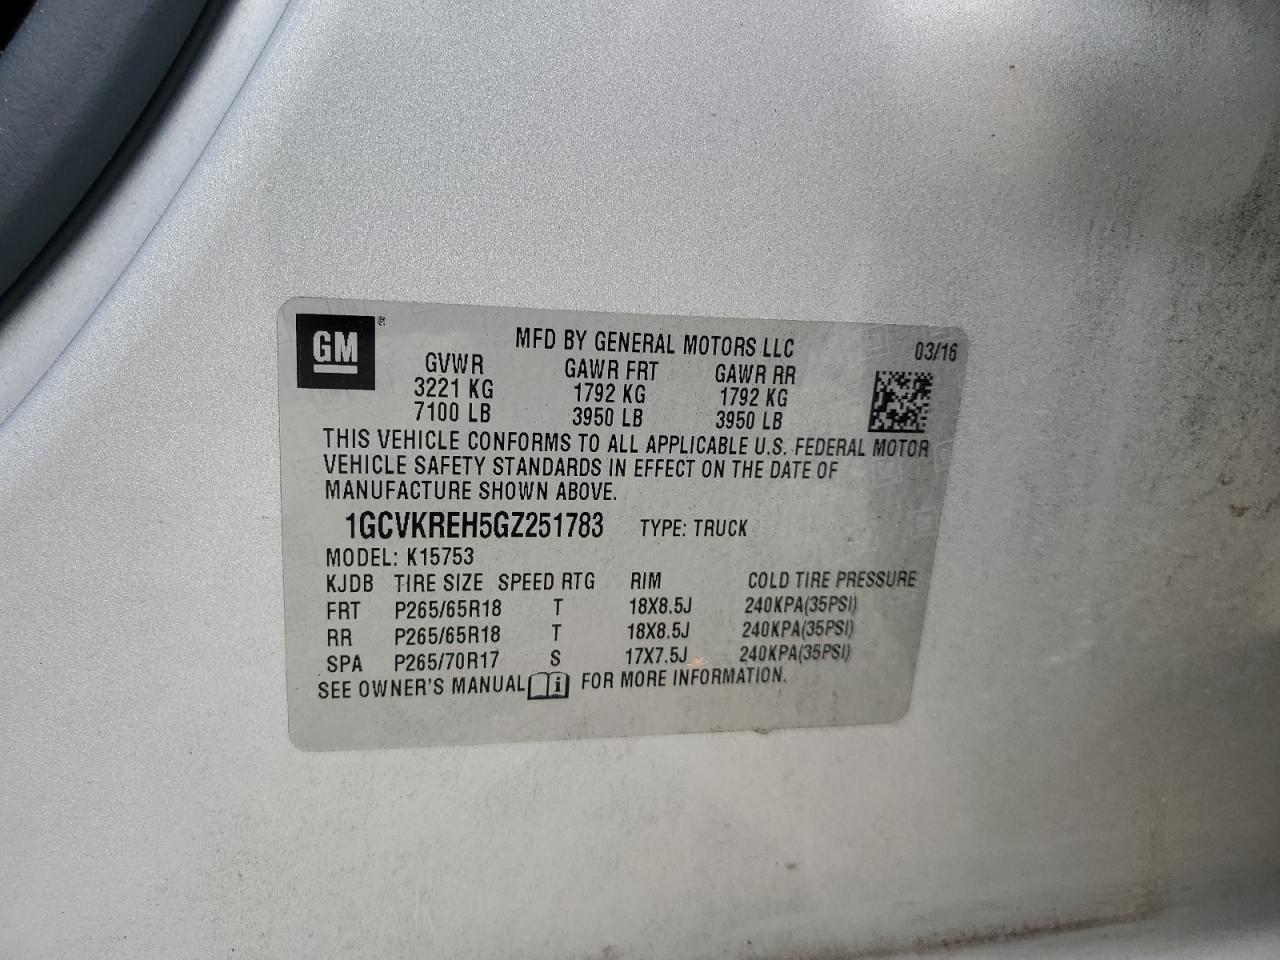 GM ®
MFD BY GENERAL MOTORS LLC 03/16
GVWR GAWR FRT GAWR RR
3221 KG 1792 KG 1792 KG
7100 LB 3950 LB 3950 LB
THIS VEHICLE CONFORMS TO ALL APPLICABLE U.S. FEDERAL MOTOR
VEHICLE SAFETY STANDARDS IN EFFECT ON THE DATE OF
MANUFACTURE SHOWN ABOVE.
1GCVKREH5GZ251783 TYPE: TRUCK
MODEL: K15753
KJDB TIRE SIZE SPEED RTG RIM COLD TIRE PRESSURE
FRT P265/65R18 T 18X8.5J 240KPA(35PSI)
RR P265/65R18 T 18X8.5J 240KPA(35PSI)
SPA P265/70R17 S 17X7.5J 240KPA(35PSI)
SEE OWNER'S MANUAL i FOR MORE INFORMATION.